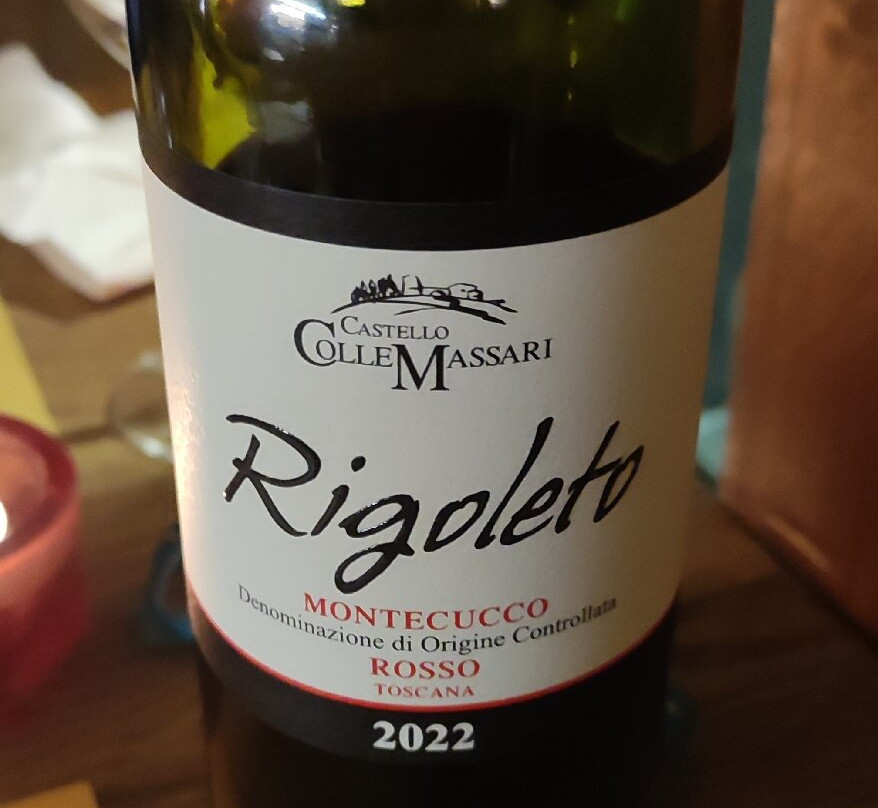 CASTELLO
COLLEMASSARI
Rigoleto
MONTECUCCO
Denominazione di Origine Controllata
ROSSO
TOSCANA
2022